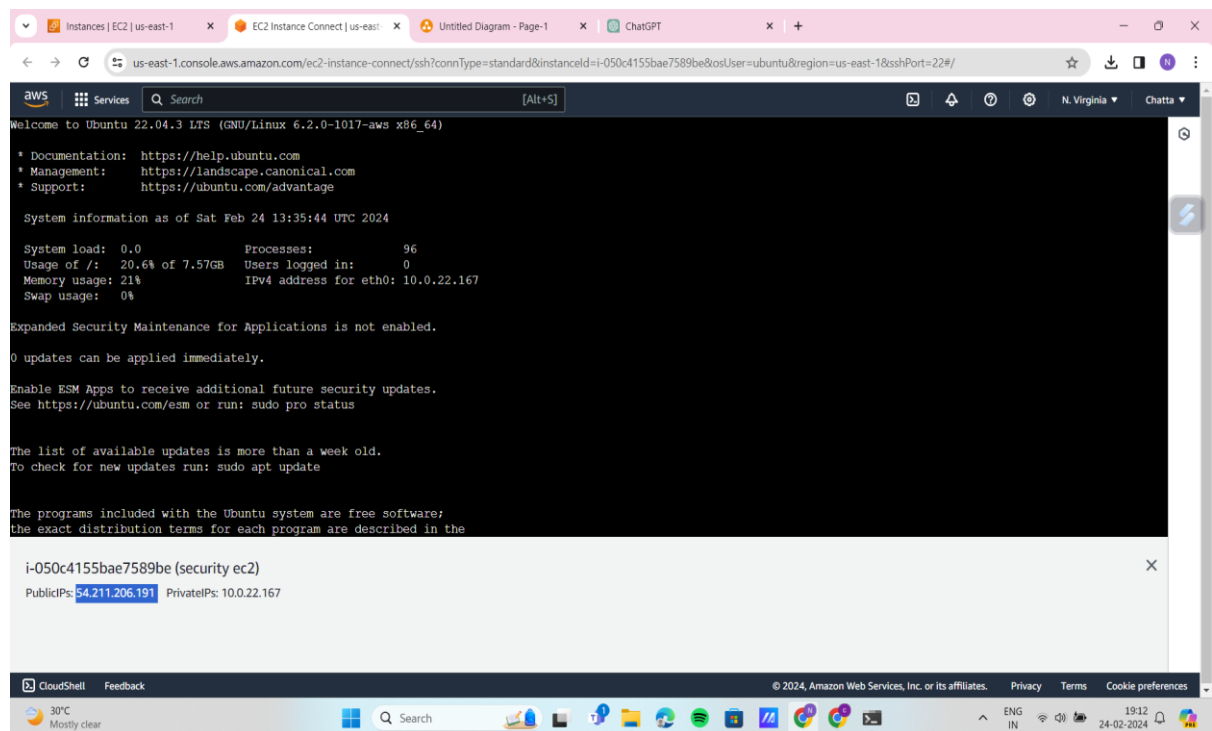 Instances | EC2 | us-east-1
EC2 Instance Connect | us-east-
Untitled Diagram - Page-1
ChatGPT
us-east-1.console.aws.amazon.com/ec2-instance-connect/ssh?connType=standard&instanceId=i-050c4155bae7589be&osUser=ubuntu&region=us-east-1&sshPort=22#/
N
aws
Services
Search
[Alt+S]
N. Virginia
Chatta
Welcome to Ubuntu 22.04.3 LTS (GNU/Linux 6.2.0-1017-aws x86_64)
* Documentation: https://help.ubuntu.com
* Management: https://landscape.canonical.com
* Support: https://ubuntu.com/advantage
System information as of Sat Feb 24 13:35:44 UTC 2024
System load: 0.0 Processes: 96
Usage of /: 20.6% of 7.57GB Users logged in: 0
Memory usage: 21% IPv4 address for eth0: 10.0.22.167
Swap usage: 0%
Expanded Security Maintenance for Applications is not enabled.
0 updates can be applied immediately.
Enable ESM Apps to receive additional future security updates.
See https://ubuntu.com/esm or run: sudo pro status
The list of available updates is more than a week old.
To check for new updates run: sudo apt update
The programs included with the Ubuntu system are free software;
the exact distribution terms for each program are described in the
i-050c4155bae7589be (security ec2)
PublicIPs: 54.211.206.191 PrivateIPs: 10.0.22.167
CloudShell Feedback © 2024, Amazon Web Services, Inc. or its affiliates. Privacy Terms Cookie preferences
30°C
Mostly clear
Search
ENG
IN
19:12
24-02-2024